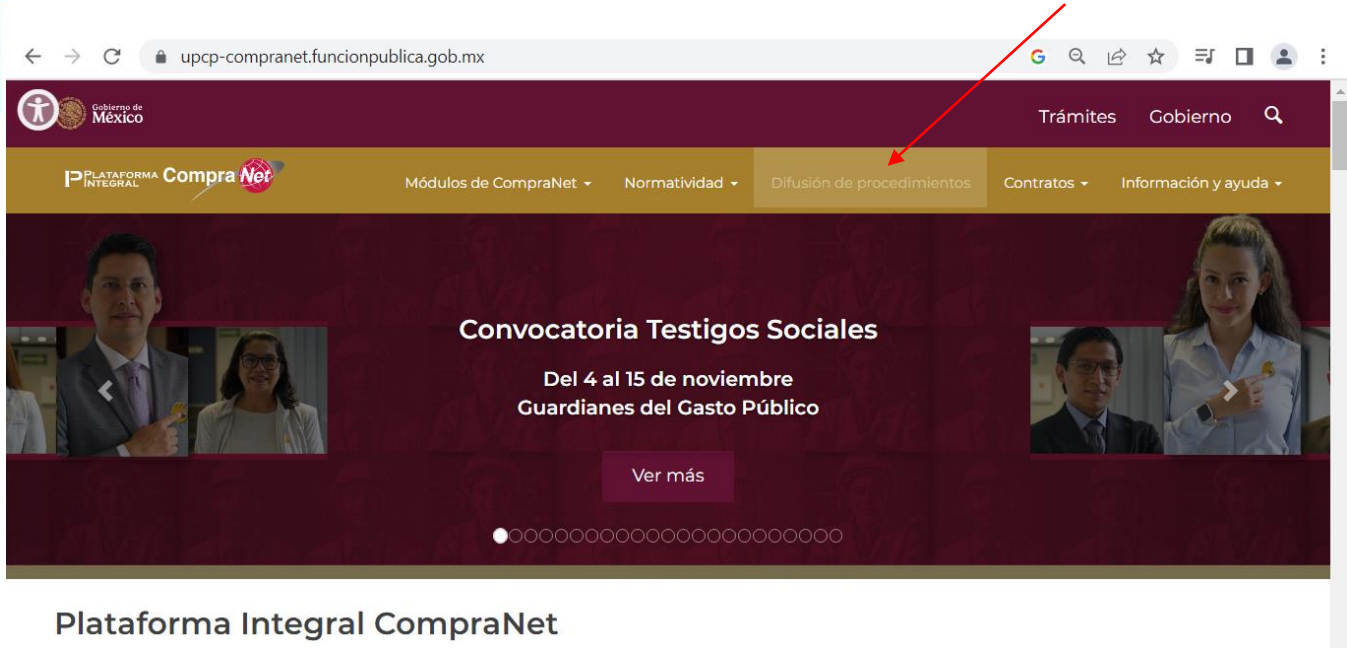 upcp-compranet.funcionpublica.gob.mx
Gobierno de
México
Trámites Gobierno
PLATAFORMA INTEGRAL CompraNet
Módulos de CompraNet Normatividad Difusión de procedimientos Contratos Información y ayuda
Convocatoria Testigos Sociales
Del 4 al 15 de noviembre
Guardianes del Gasto Público
Ver más
Plataforma Integral CompraNet